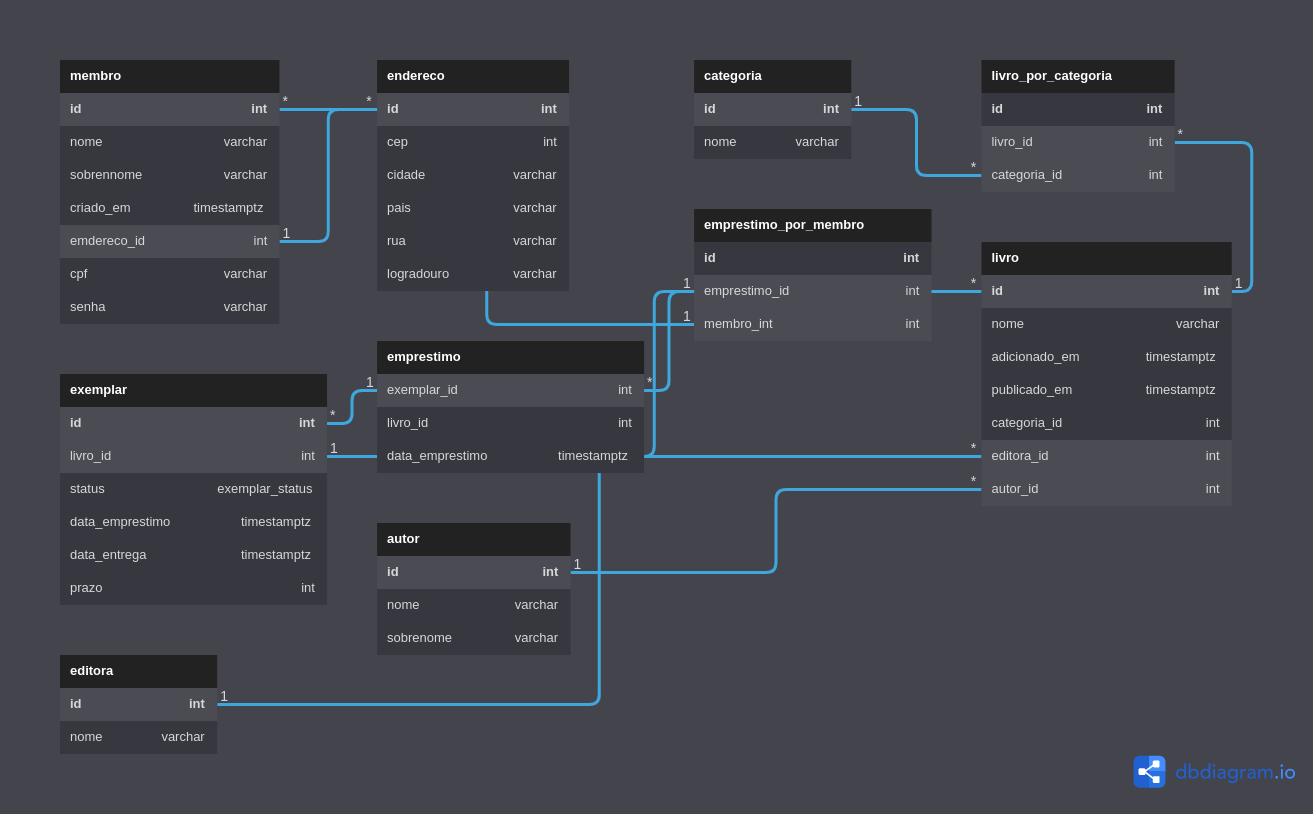 membro
id int
nome varchar
sobrennome varchar
criado_em timestamptz
emdereco_id int
cpf varchar
senha varchar
* *
1
endereco
id int
cep int
cidade varchar
pais varchar
rua varchar
logradouro varchar
categoria
id int
nome varchar
1
*
livro_por_categoria
id int
livro_id int
categoria_id int
*
emprestimo_por_membro
id int
emprestimo_id int
membro_int int
1
1
*
livro
id int
nome varchar
adicionado_em timestamptz
publicado_em timestamptz
categoria_id int
editora_id int
autor_id int
1
*
*
exemplar
id int
livro_id int
status exemplar_status
data_emprestimo timestamptz
data_entrega timestamptz
prazo int
*
1
1
emprestimo
exemplar_id int
livro_id int
data_emprestimo timestamptz
*
autor
id int
nome varchar
sobrenome varchar
1
editora
id int
nome varchar
1
dbdiagram.io